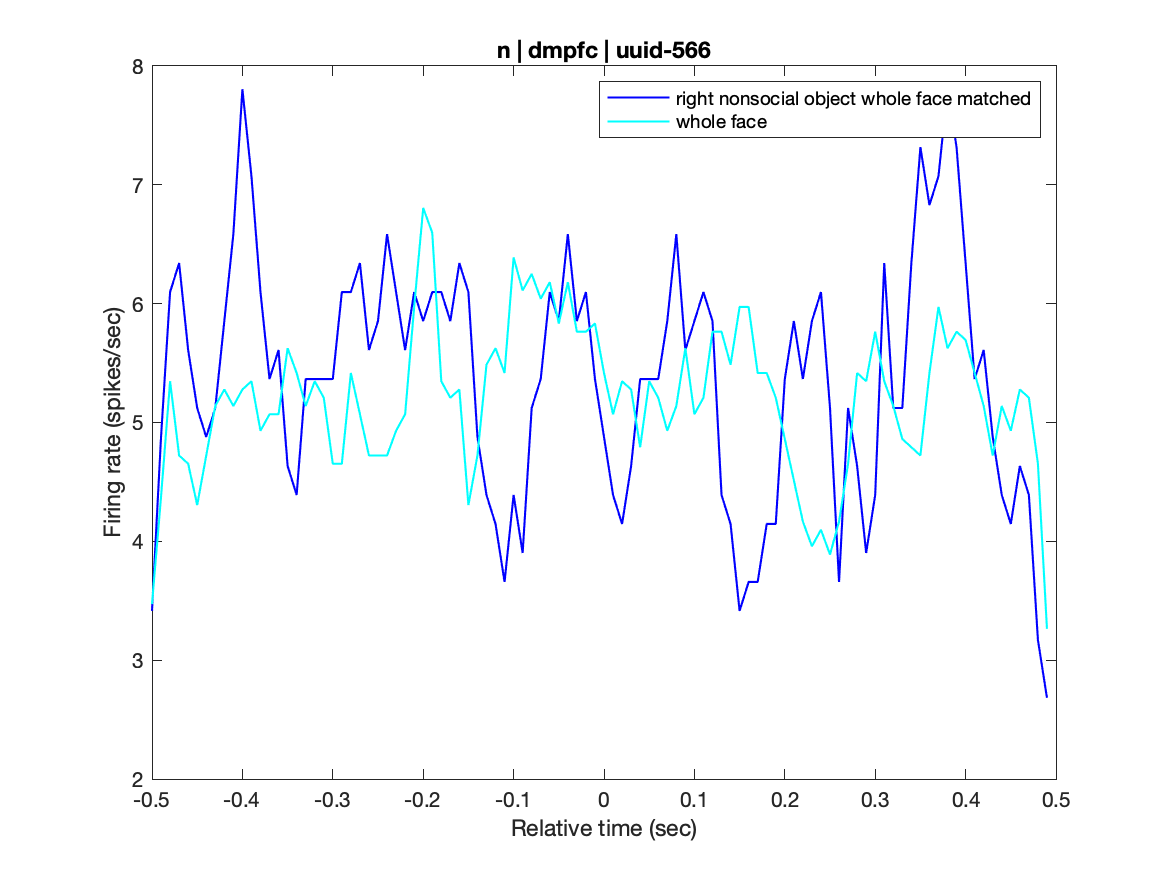 n | dmpfc | uuid-566
8
right nonsocial object whole face matched
whole face
7
6
5
4
3
2
Firing rate (spikes/sec)
-0.5 -0.4 -0.3 -0.2 -0.1 0 0.1 0.2 0.3 0.4 0.5
Relative time (sec)